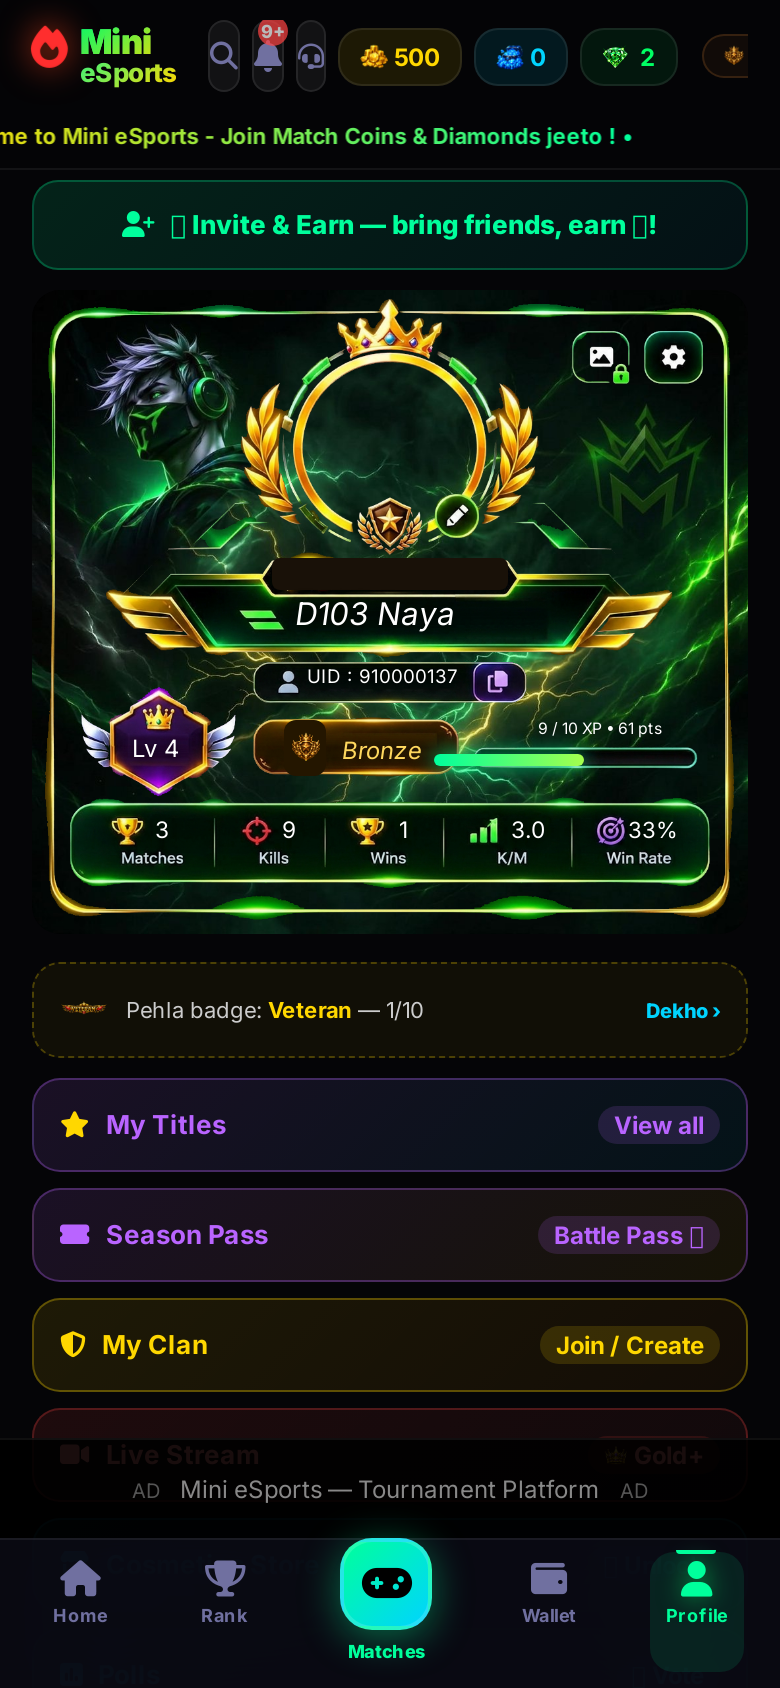 Mini
eSports
9+
500
0
2
me to Mini eSports - Join Match Coins & Diamonds jeeto ! •
Invite & Earn — bring friends, earn !
D103 Naya
UID : 910000137
Lv 4
Bronze
9 / 10 XP • 61 pts
3
9
1
3.0
33%
Matches
Kills
Wins
K/M
Win Rate
Pehla badge: Veteran — 1/10
Dekho ›
My Titles
View all
Season Pass
Battle Pass
My Clan
Join / Create
Live Stream
Gold+
AD Mini eSports — Tournament Platform AD
Home
Rank
Matches
Wallet
Profile
Polls